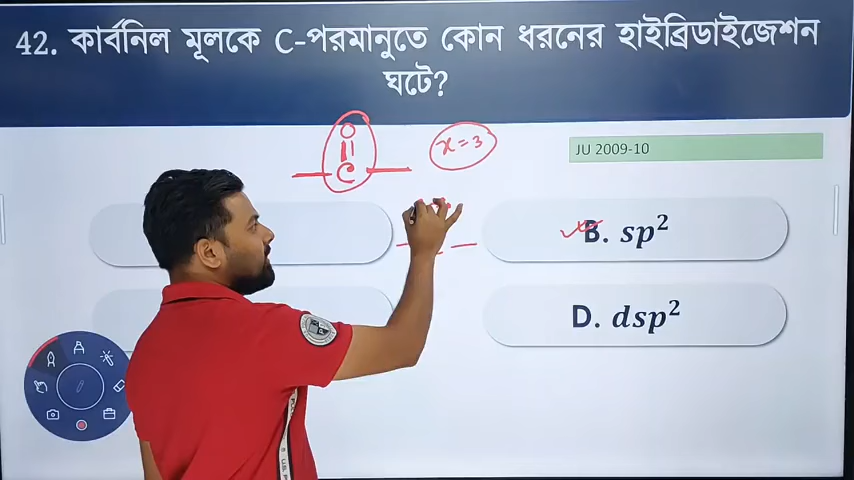 42. কার্বনিল মূলকে C-পরমানুতে কোন ধরনের হাইব্রিডাইজেশন
ঘটে?
O
C
x = 3
JU 2009-10
B. sp²
D. dsp²